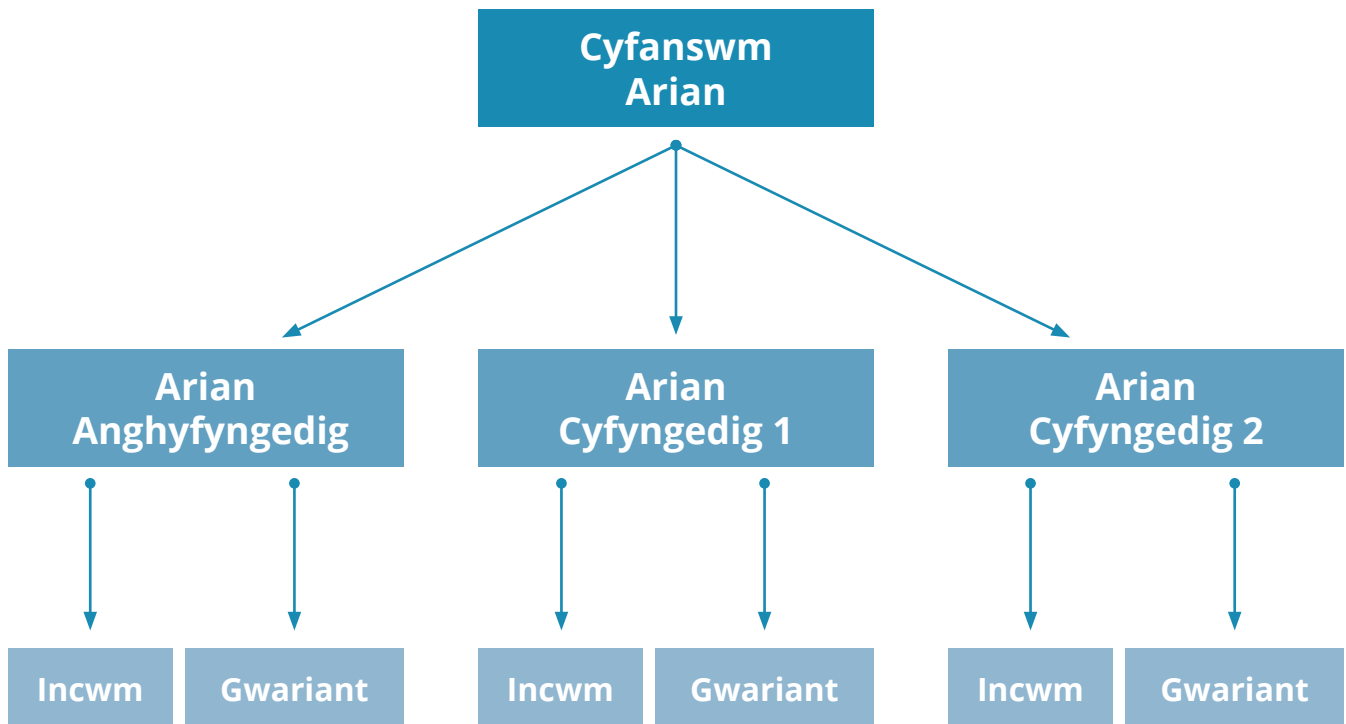 Cyfanswm
Arian
Arian
Anghyfyngedig
Arian
Cyfyngedig 1
Arian
Cyfyngedig 2
Incwm
Gwariant
Incwm
Gwariant
Incwm
Gwariant